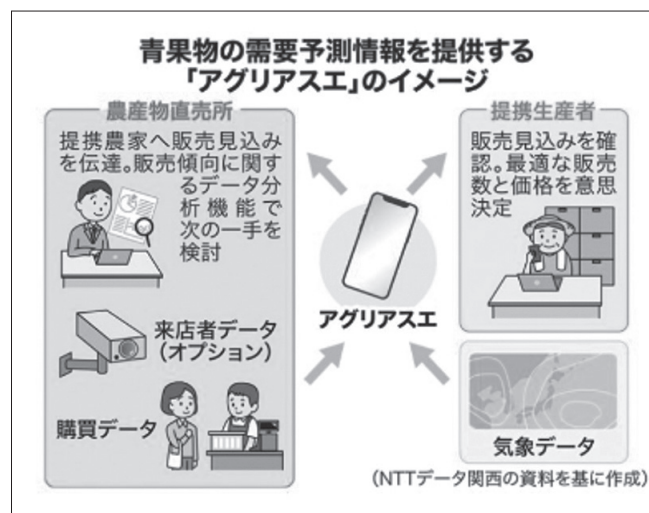 青果物の需要予測情報を提供する
「アグリアスエ」のイメージ
農産物直売所
提携農家へ販売見込み
を伝達。販売傾向に関す
るデータ分
析機能で
次の一手を
検討
来店者データ
（オプション）
購買データ
アグリアスエ
提携生産者
販売見込みを確
認。最適な販売
数と価格を意思
決定
気象データ
（NTTデータ関西の資料を基に作成）